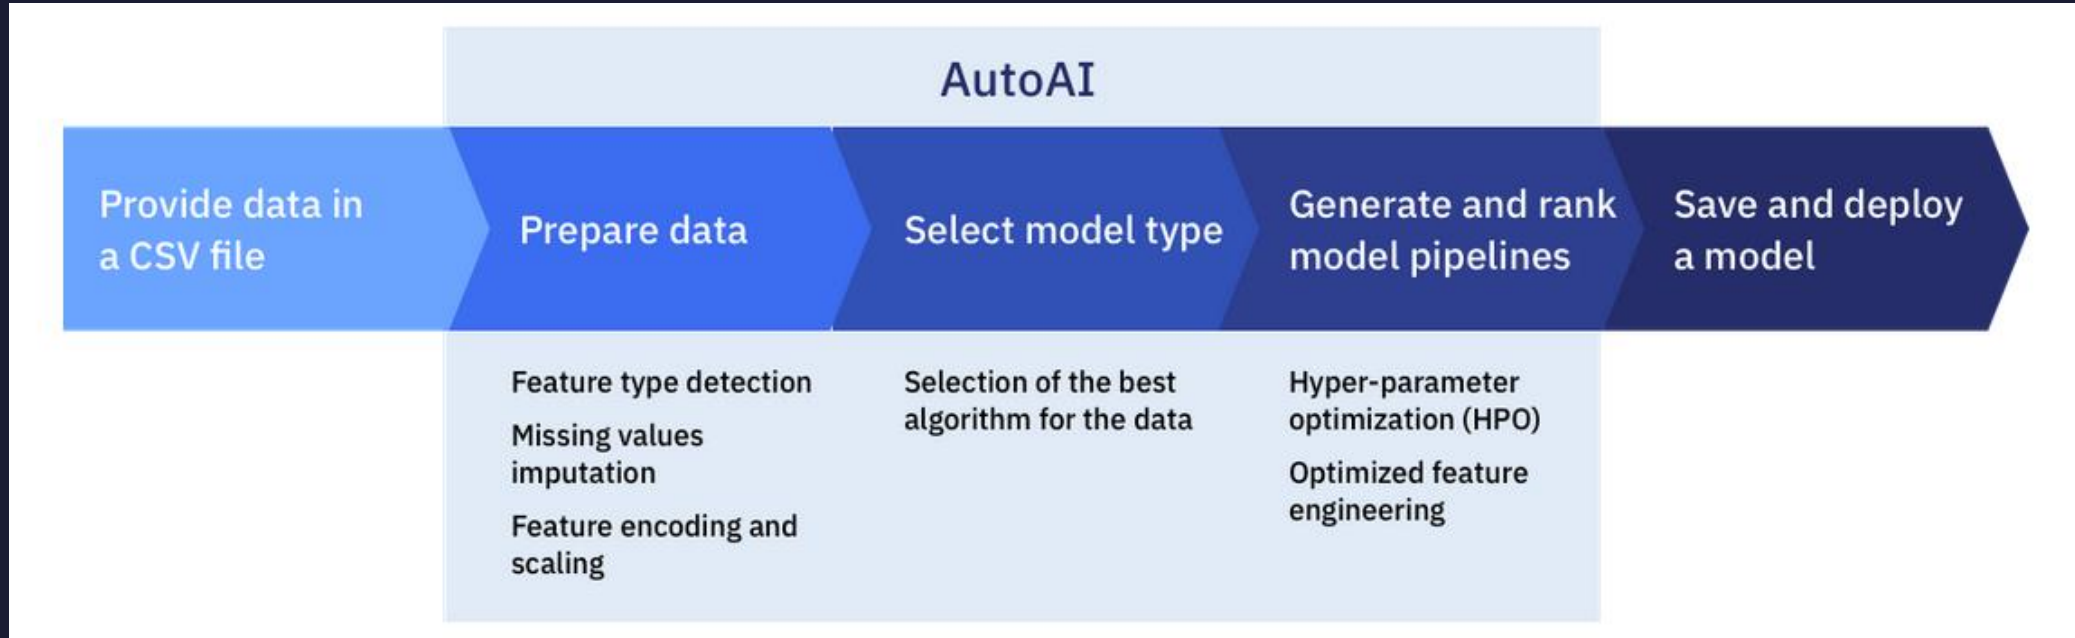 AutoAI
Provide data in
a CSV file
Prepare data
Select model type
Generate and rank
model pipelines
Save and deploy
a model
Feature type detection
Missing values
imputation
Feature encoding and
scaling
Selection of the best
algorithm for the data
Hyper-parameter
optimization (HPO)
Optimized feature
engineering